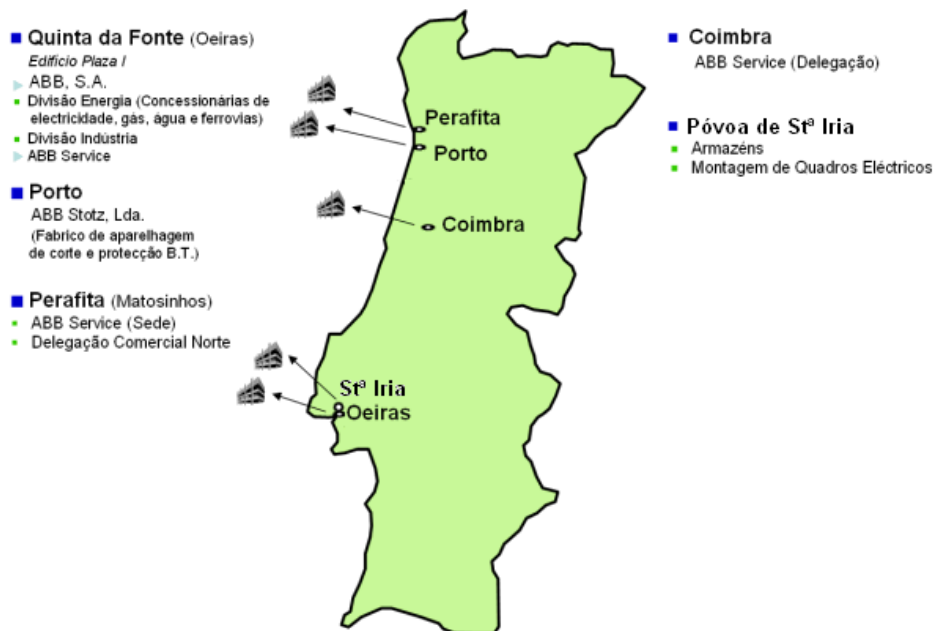 Quinta da Fonte (Oeiras)
Edifício Plaza I
ABB, S.A.
Divisão Energia (Concessionárias de
electricidade, gás, água e ferrovias)
Divisão Indústria
ABB Service
Porto
ABB Stotz, Lda.
(Fabrico de aparelhagem
de corte e protecção B.T.)
Perafita (Matosinhos)
ABB Service (Sede)
Delegação Comercial Norte
Perafita
Porto
Coimbra
Stª Iria
Oeiras
Coimbra
ABB Service (Delegação)
Póvoa de Stª Iria
Armazéns
Montagem de Quadros Eléctricos